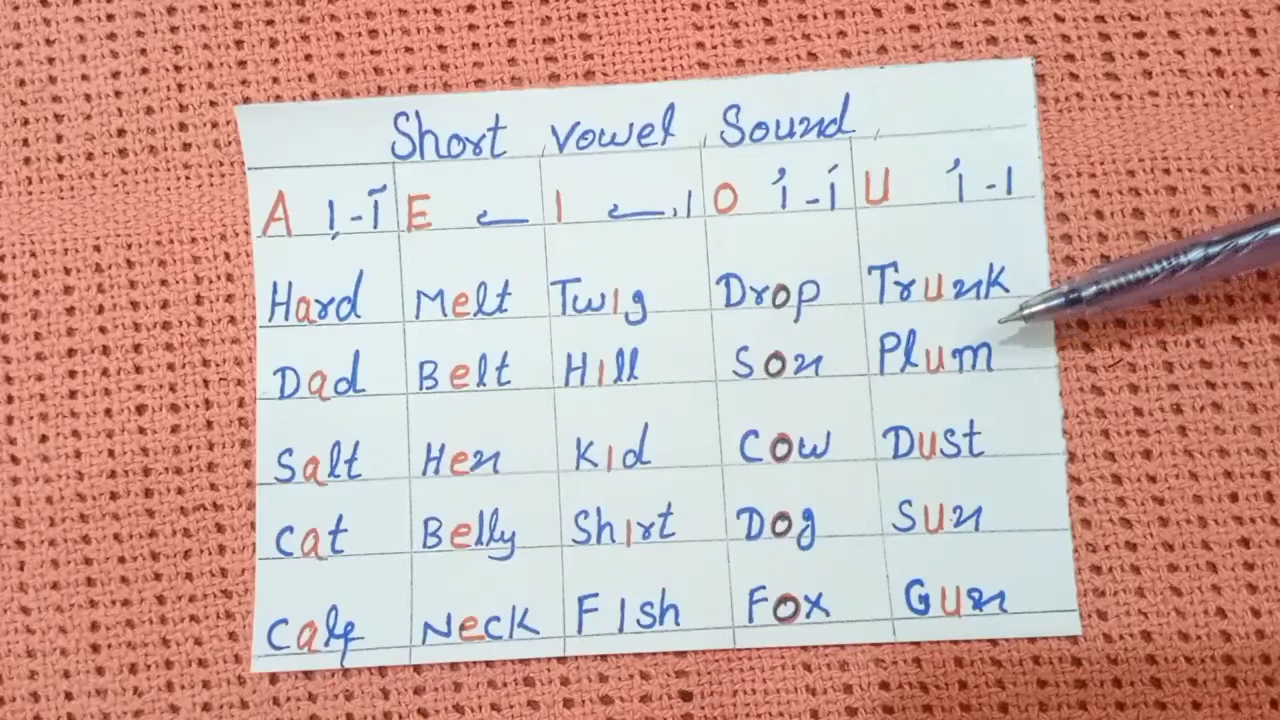 Short vowel Sound
A ا - آ E ے I اِ ے O اُ - أ U اُ - ا
Hard Melt Twig Drop Trunk
Dad Belt Hill Son Plum
Salt Hen Kid Cow Dust
Cat Belly Shirt Dog Sun
Calf Neck Fish Fox Gun